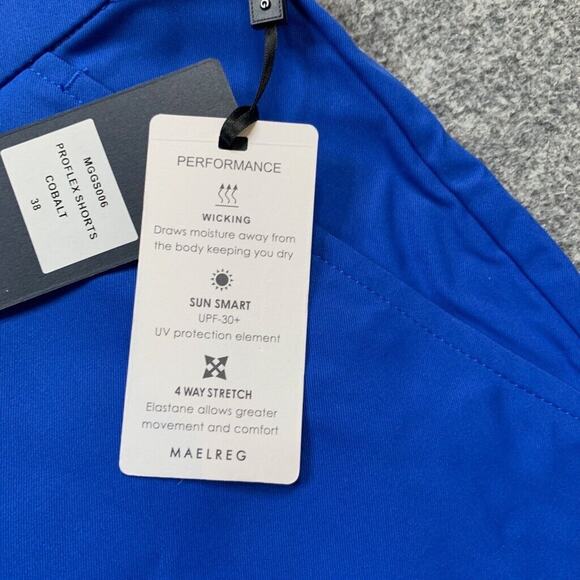 G
MGGS006
PROFLEX SHORTS
COBALT
38
PERFORMANCE
WICKING
Draws moisture away from
the body keeping you dry
SUN SMART
UPF-30+
UV protection element
4 WAY STRETCH
Elastane allows greater
movement and comfort
MAELREG